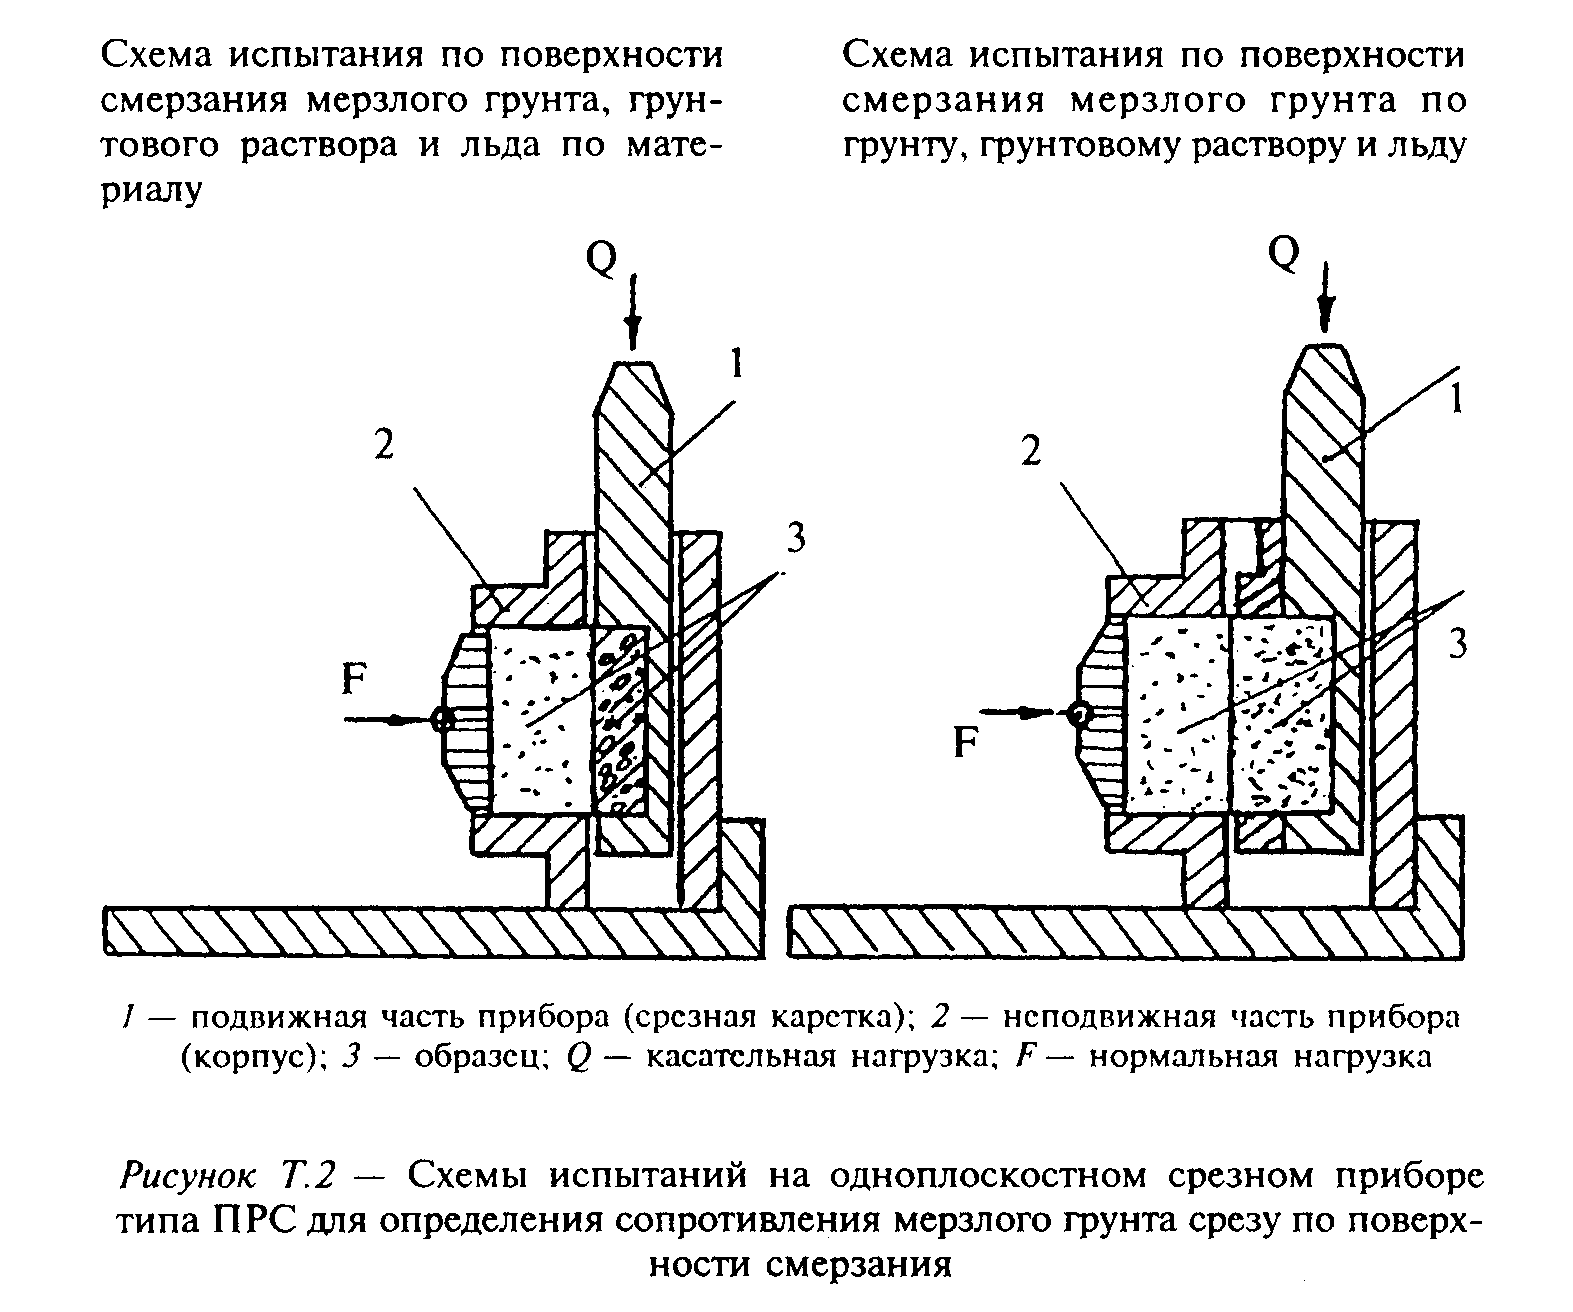 Схема испытания по поверхности
смерзания мерзлого грунта, грун-
тового раствора и льда по мате-
риалу
Схема испытания по поверхности
смерзания мерзлого грунта по
грунту, грунтовому раствору и льду
Q
1
2
3
F
Q
1
2
3
F
1 — подвижная часть прибора (срезная каретка); 2 — неподвижная часть прибора
(корпус); 3 — образец; Q — касательная нагрузка; F — нормальная нагрузка
Рисунок Т.2 — Схемы испытаний на одноплоскостном срезном приборе
типа ПРС для определения сопротивления мерзлого грунта срезу по поверх-
ности смерзания